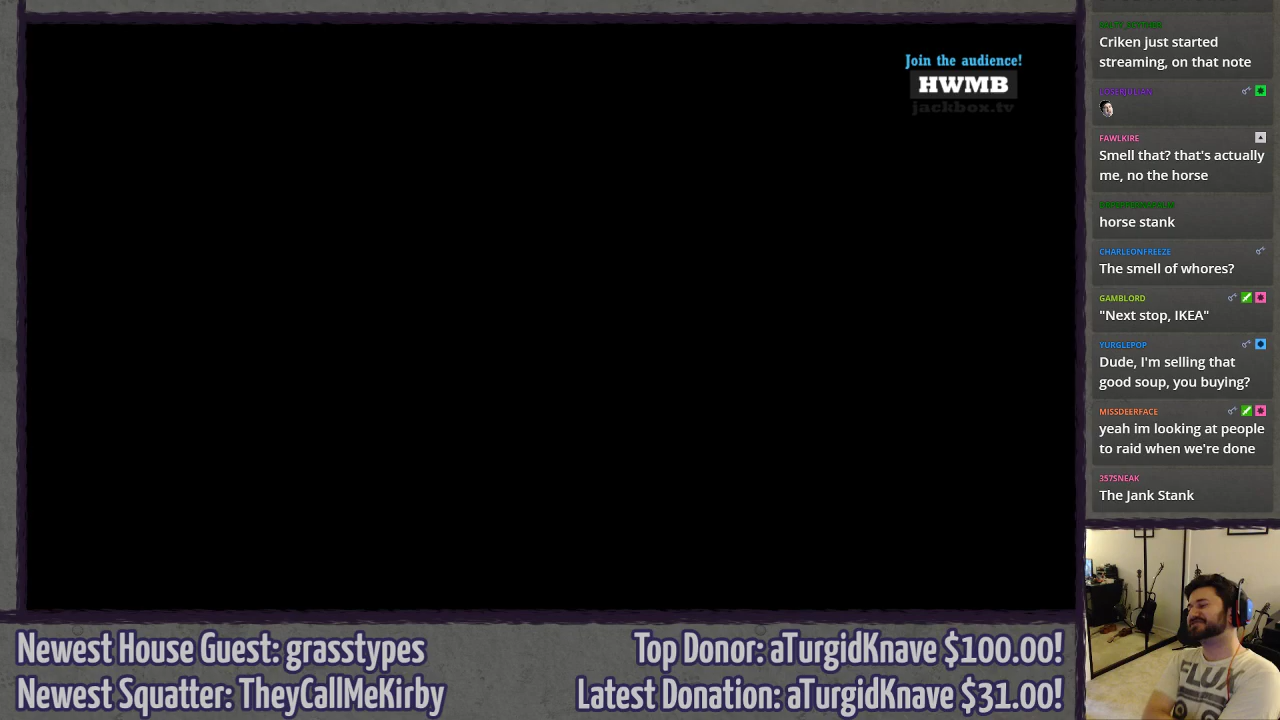 Join the audience!
HWMB
jackbox.tv
Criken just started
streaming, on that note
FAWLKIRE
Smell that? that's actually
me, no the horse
horse stank
CHARLEONFREEZE
The smell of whores?
GAMBLORD
"Next stop, IKEA"
YURGLEPOP
Dude, I'm selling that
good soup, you buying?
MISSDEERFACE
yeah im looking at people
to raid when we're done
357SNEAK
The Jank Stank
FLUX
Newest House Guest: grasstypes
Newest Squatter: TheyCallMeKirby
Top Donor: aTurgidKnave $100.00!
Latest Donation: aTurgidKnave $31.00!